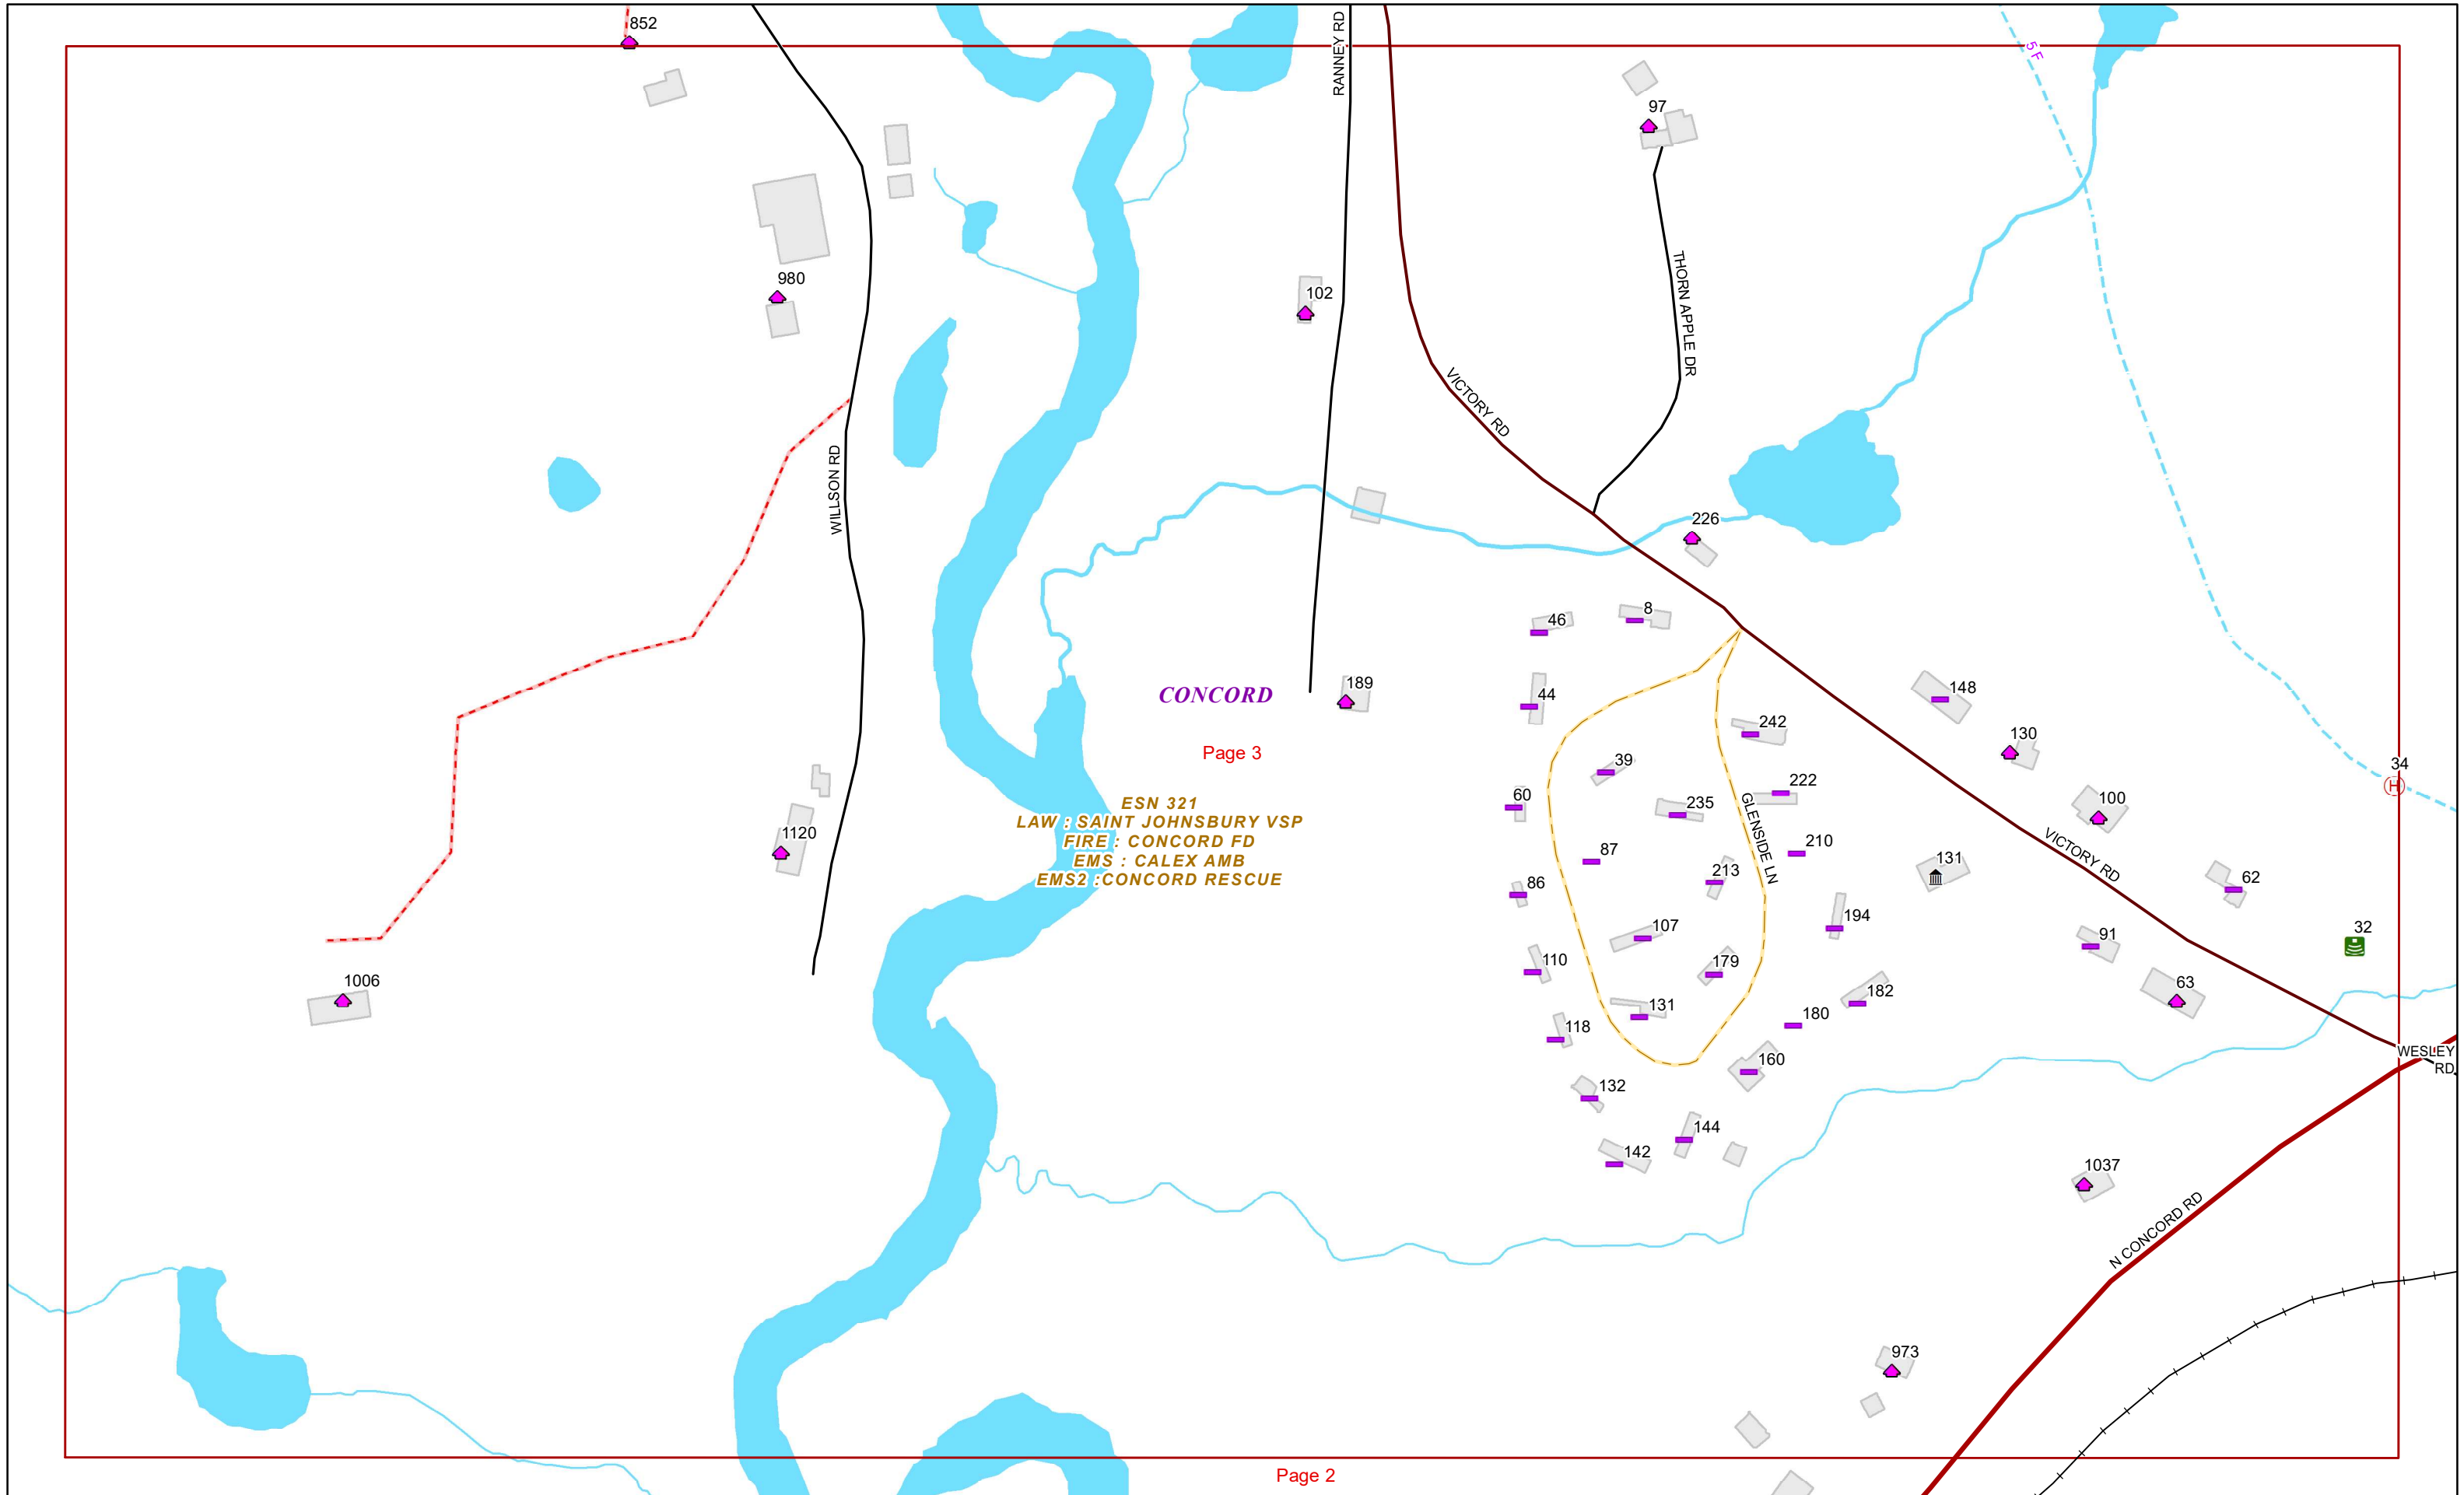 852
RANNEY RD
5 F
97
980
102
THORN APPLE DR
VICTORY RD
WILLSON RD
226
46
8
189
CONCORD
44
148
242
130
Page 3
39
34
222
60
235
100
ESN 321
LAW : SAINT JOHNSBURY VSP
FIRE : CONCORD FD
EMS : CALEX AMB
EMS2 :CONCORD RESCUE
1120
GLENSIDE LN
87
210
VICTORY RD
131
213
86
62
194
107
32
91
110
179
1006
63
182
131
180
118
WESLEY
RD
160
132
144
142
1037
N CONCORD RD
973
Page 2
H